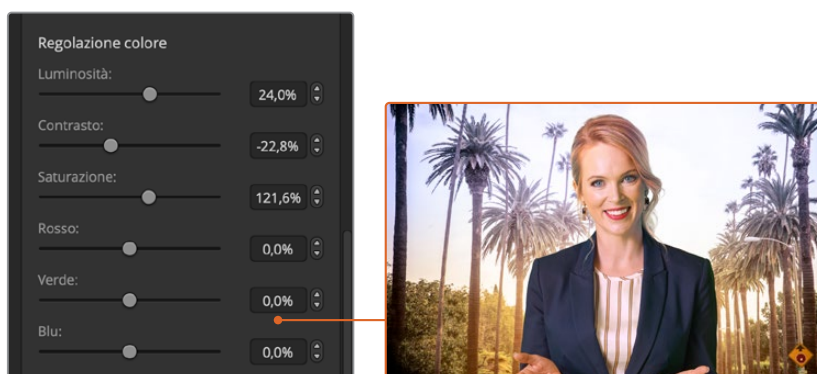 Regolazione colore
Luminosità:
24,0%
Contrasto:
-22,8%
Saturazione:
121,6%
Rosso:
0,0%
Verde:
0,0%
Blu:
0,0%